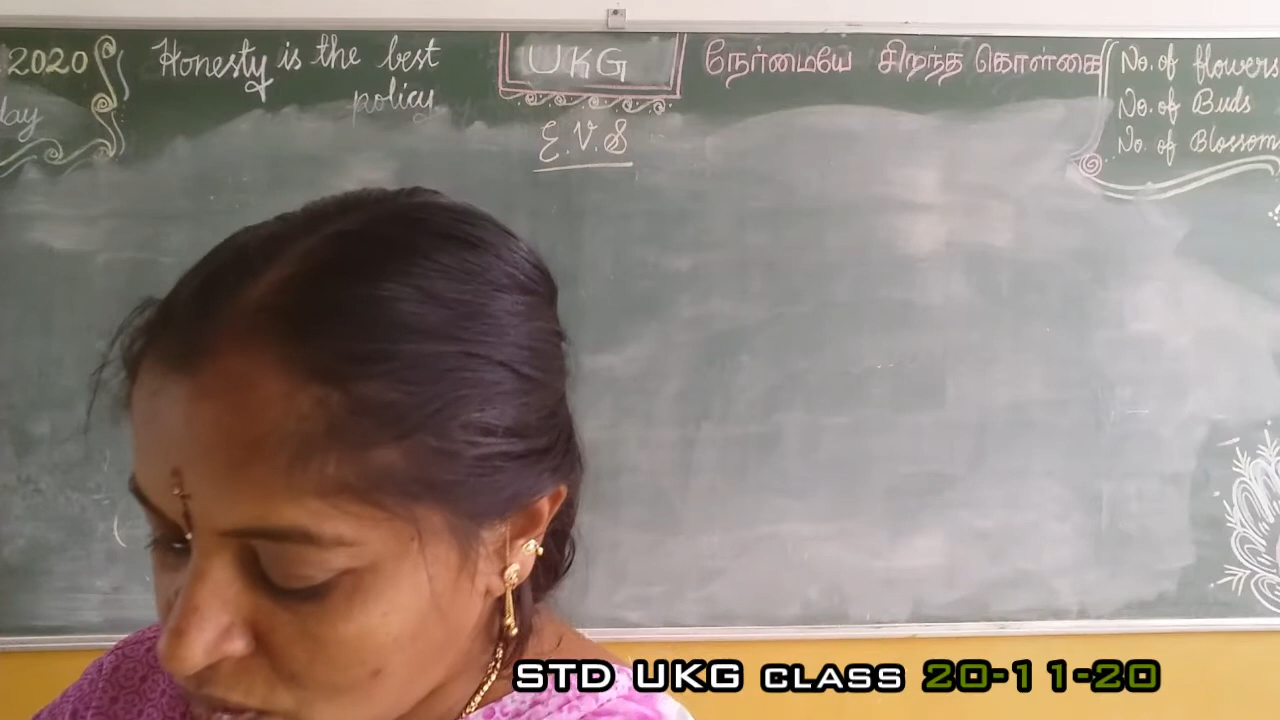 .2020
day
Honesty is the best
policy
UKG
E.V.S
நேர்மையே சிறந்த கொள்கை
No. of flowers
No. of Buds
No. of Blossom
STD UKG CLASS 20-11-20